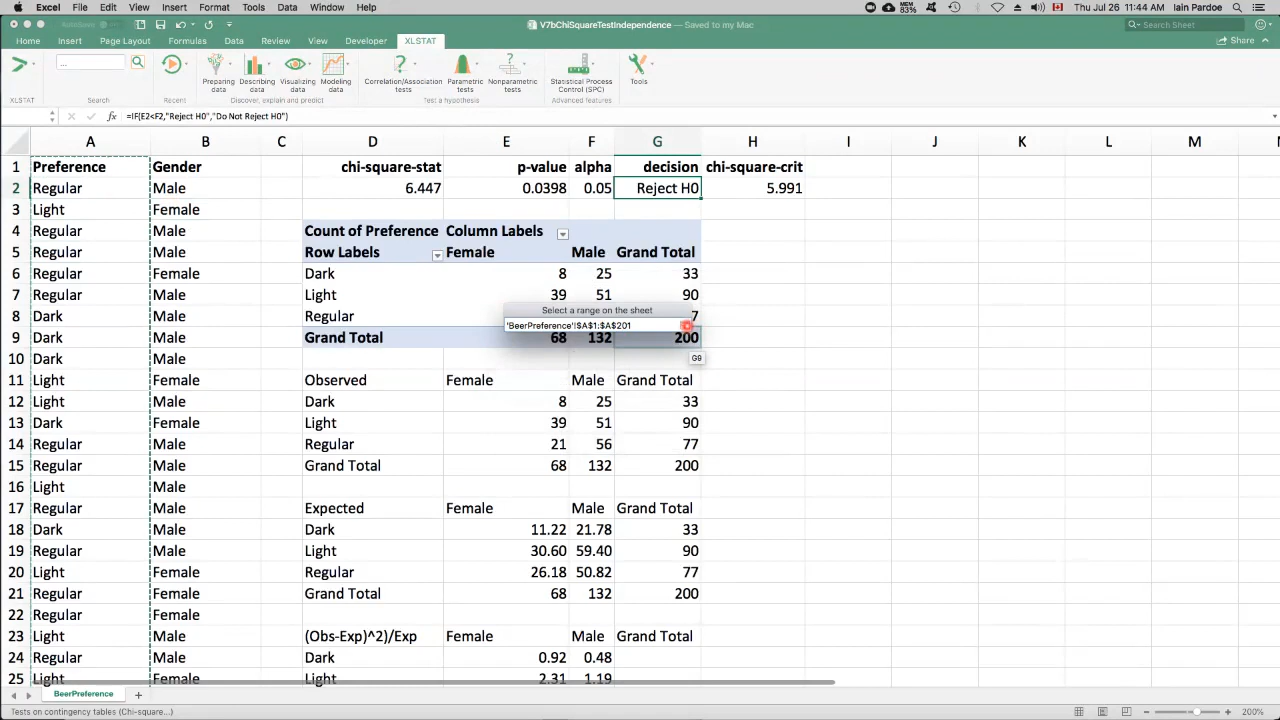 Excel File Edit View Insert Format Tools Data Window Help MEM 83% Thu Jul 26 11:44 AM Iain Pardoe
AutoSave V7bChiSquareTestIndependence — Saved to my Mac Search Sheet
Home Insert Page Layout Formulas Data Review View Developer XLSTAT Share
...
XLSTAT Preparing data Describing data Visualizing data Modeling data Correlation/Association tests Parametric tests Nonparametric tests Statistical Process Control (SPC) Tools
XLSTAT Search Recent Discover, explain and predict Test a hypothesis Advanced features
fx =IF(E2<F2,"Reject H0","Do Not Reject H0")
A B C D E F G H I J K L M
1 Preference Gender chi-square-stat p-value alpha decision chi-square-crit
2 Regular Male 6.447 0.0398 0.05 Reject H0 5.991
3 Light Female
4 Regular Male Count of Preference Column Labels
5 Regular Male Row Labels Female Male Grand Total
6 Regular Female Dark 8 25 33
7 Regular Male Light 39 51 90
Select a range on the sheet
8 Dark Male Regular 7
'BeerPreference'!$A$1:$A$201
9 Dark Male Grand Total 68 132 200
10 Dark Male G9
11 Light Female Observed Female Male Grand Total
12 Light Male Dark 8 25 33
13 Dark Female Light 39 51 90
14 Regular Male Regular 21 56 77
15 Regular Male Grand Total 68 132 200
16 Light Male
17 Regular Male Expected Female Male Grand Total
18 Dark Male Dark 11.22 21.78 33
19 Regular Male Light 30.60 59.40 90
20 Light Female Regular 26.18 50.82 77
21 Regular Female Grand Total 68 132 200
22 Regular Female
23 Light Male (Obs-Exp)^2)/Exp Female Male Grand Total
24 Regular Male Dark 0.92 0.48
25 Light Female Light 2.31 1.19
BeerPreference
Tests on contingency tables (Chi-square...) 200%